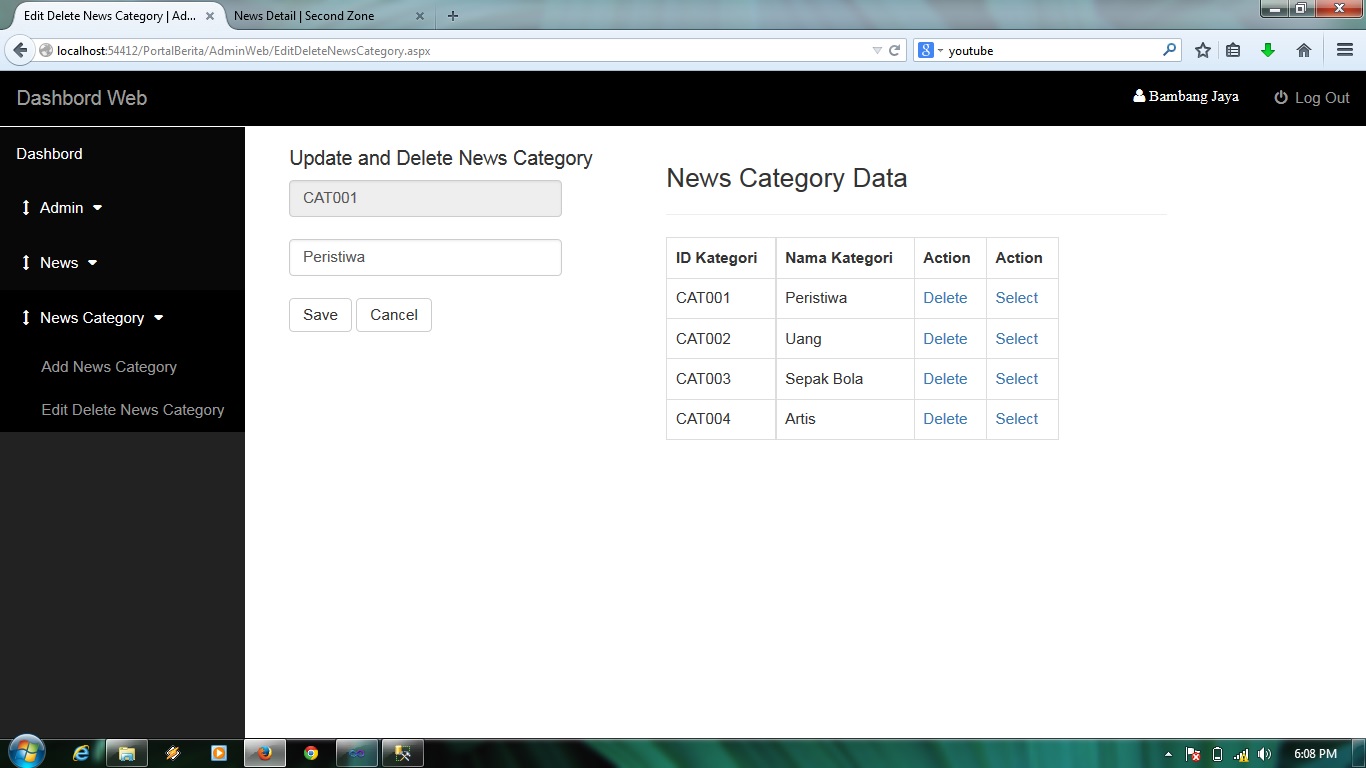 Edit Delete News Category | Ad...
News Detail | Second Zone
localhost:54412/PortalBerita/AdminWeb/EditDeleteNewsCategory.aspx
8 youtube
Dashbord Web
Bambang Jaya
Log Out
Dashbord
Admin
News
News Category
Add News Category
Edit Delete News Category
Update and Delete News Category
CAT001
Peristiwa
Save Cancel
News Category Data
ID Kategori Nama Kategori Action Action
CAT001 Peristiwa Delete Select
CAT002 Uang Delete Select
CAT003 Sepak Bola Delete Select
CAT004 Artis Delete Select
6:08 PM